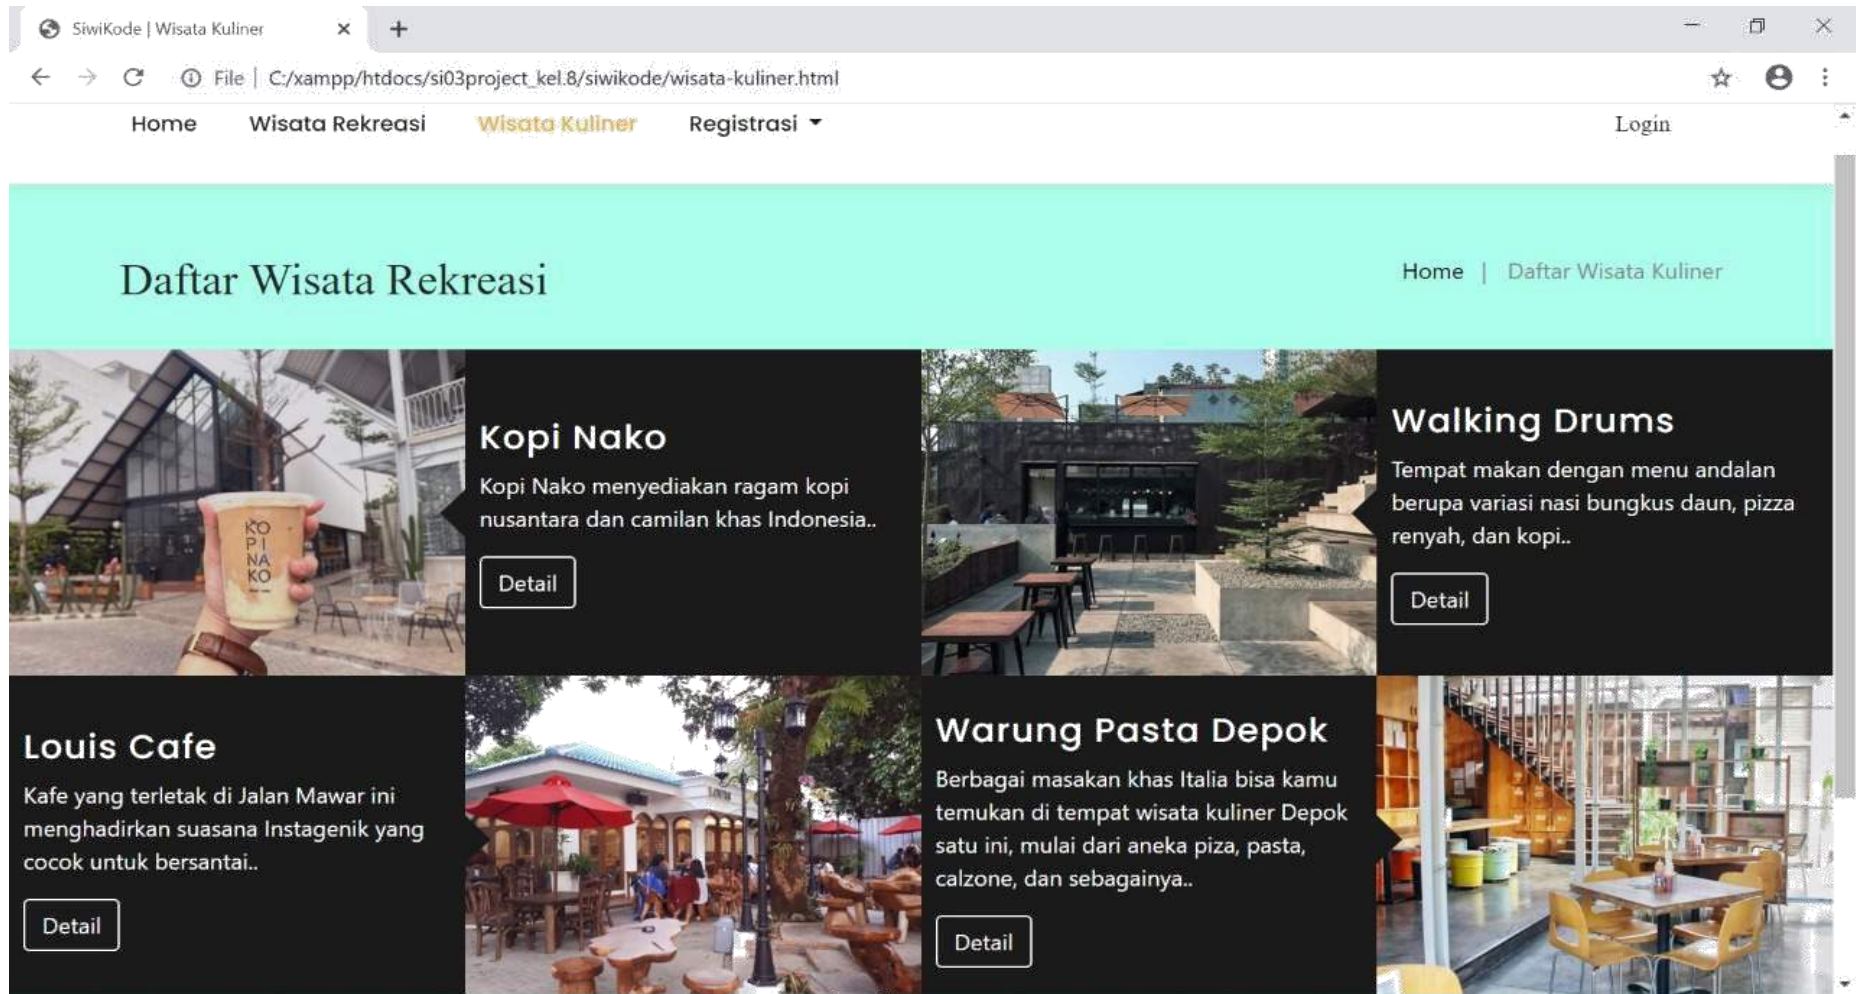 SiwiKode | Wisata Kuliner
File | C:/xampp/htdocs/si03project_kel.8/siwikode/wisata-kuliner.html
Home Wisata Rekreasi Wisata Kuliner Registrasi Login
Daftar Wisata Rekreasi
Home | Daftar Wisata Kuliner
KO
PI
NA
KO
Kopi Nako
Kopi Nako menyediakan ragam kopi
nusantara dan camilan khas Indonesia..
Detail
Walking Drums
Tempat makan dengan menu andalan
berupa variasi nasi bungkus daun, pizza
renyah, dan kopi..
Detail
Louis Cafe
Kafe yang terletak di Jalan Mawar ini
menghadirkan suasana Instagenik yang
cocok untuk bersantai..
Detail
Warung Pasta Depok
Berbagai masakan khas Italia bisa kamu
temukan di tempat wisata kuliner Depok
satu ini, mulai dari aneka piza, pasta,
calzone, dan sebagainya..
Detail